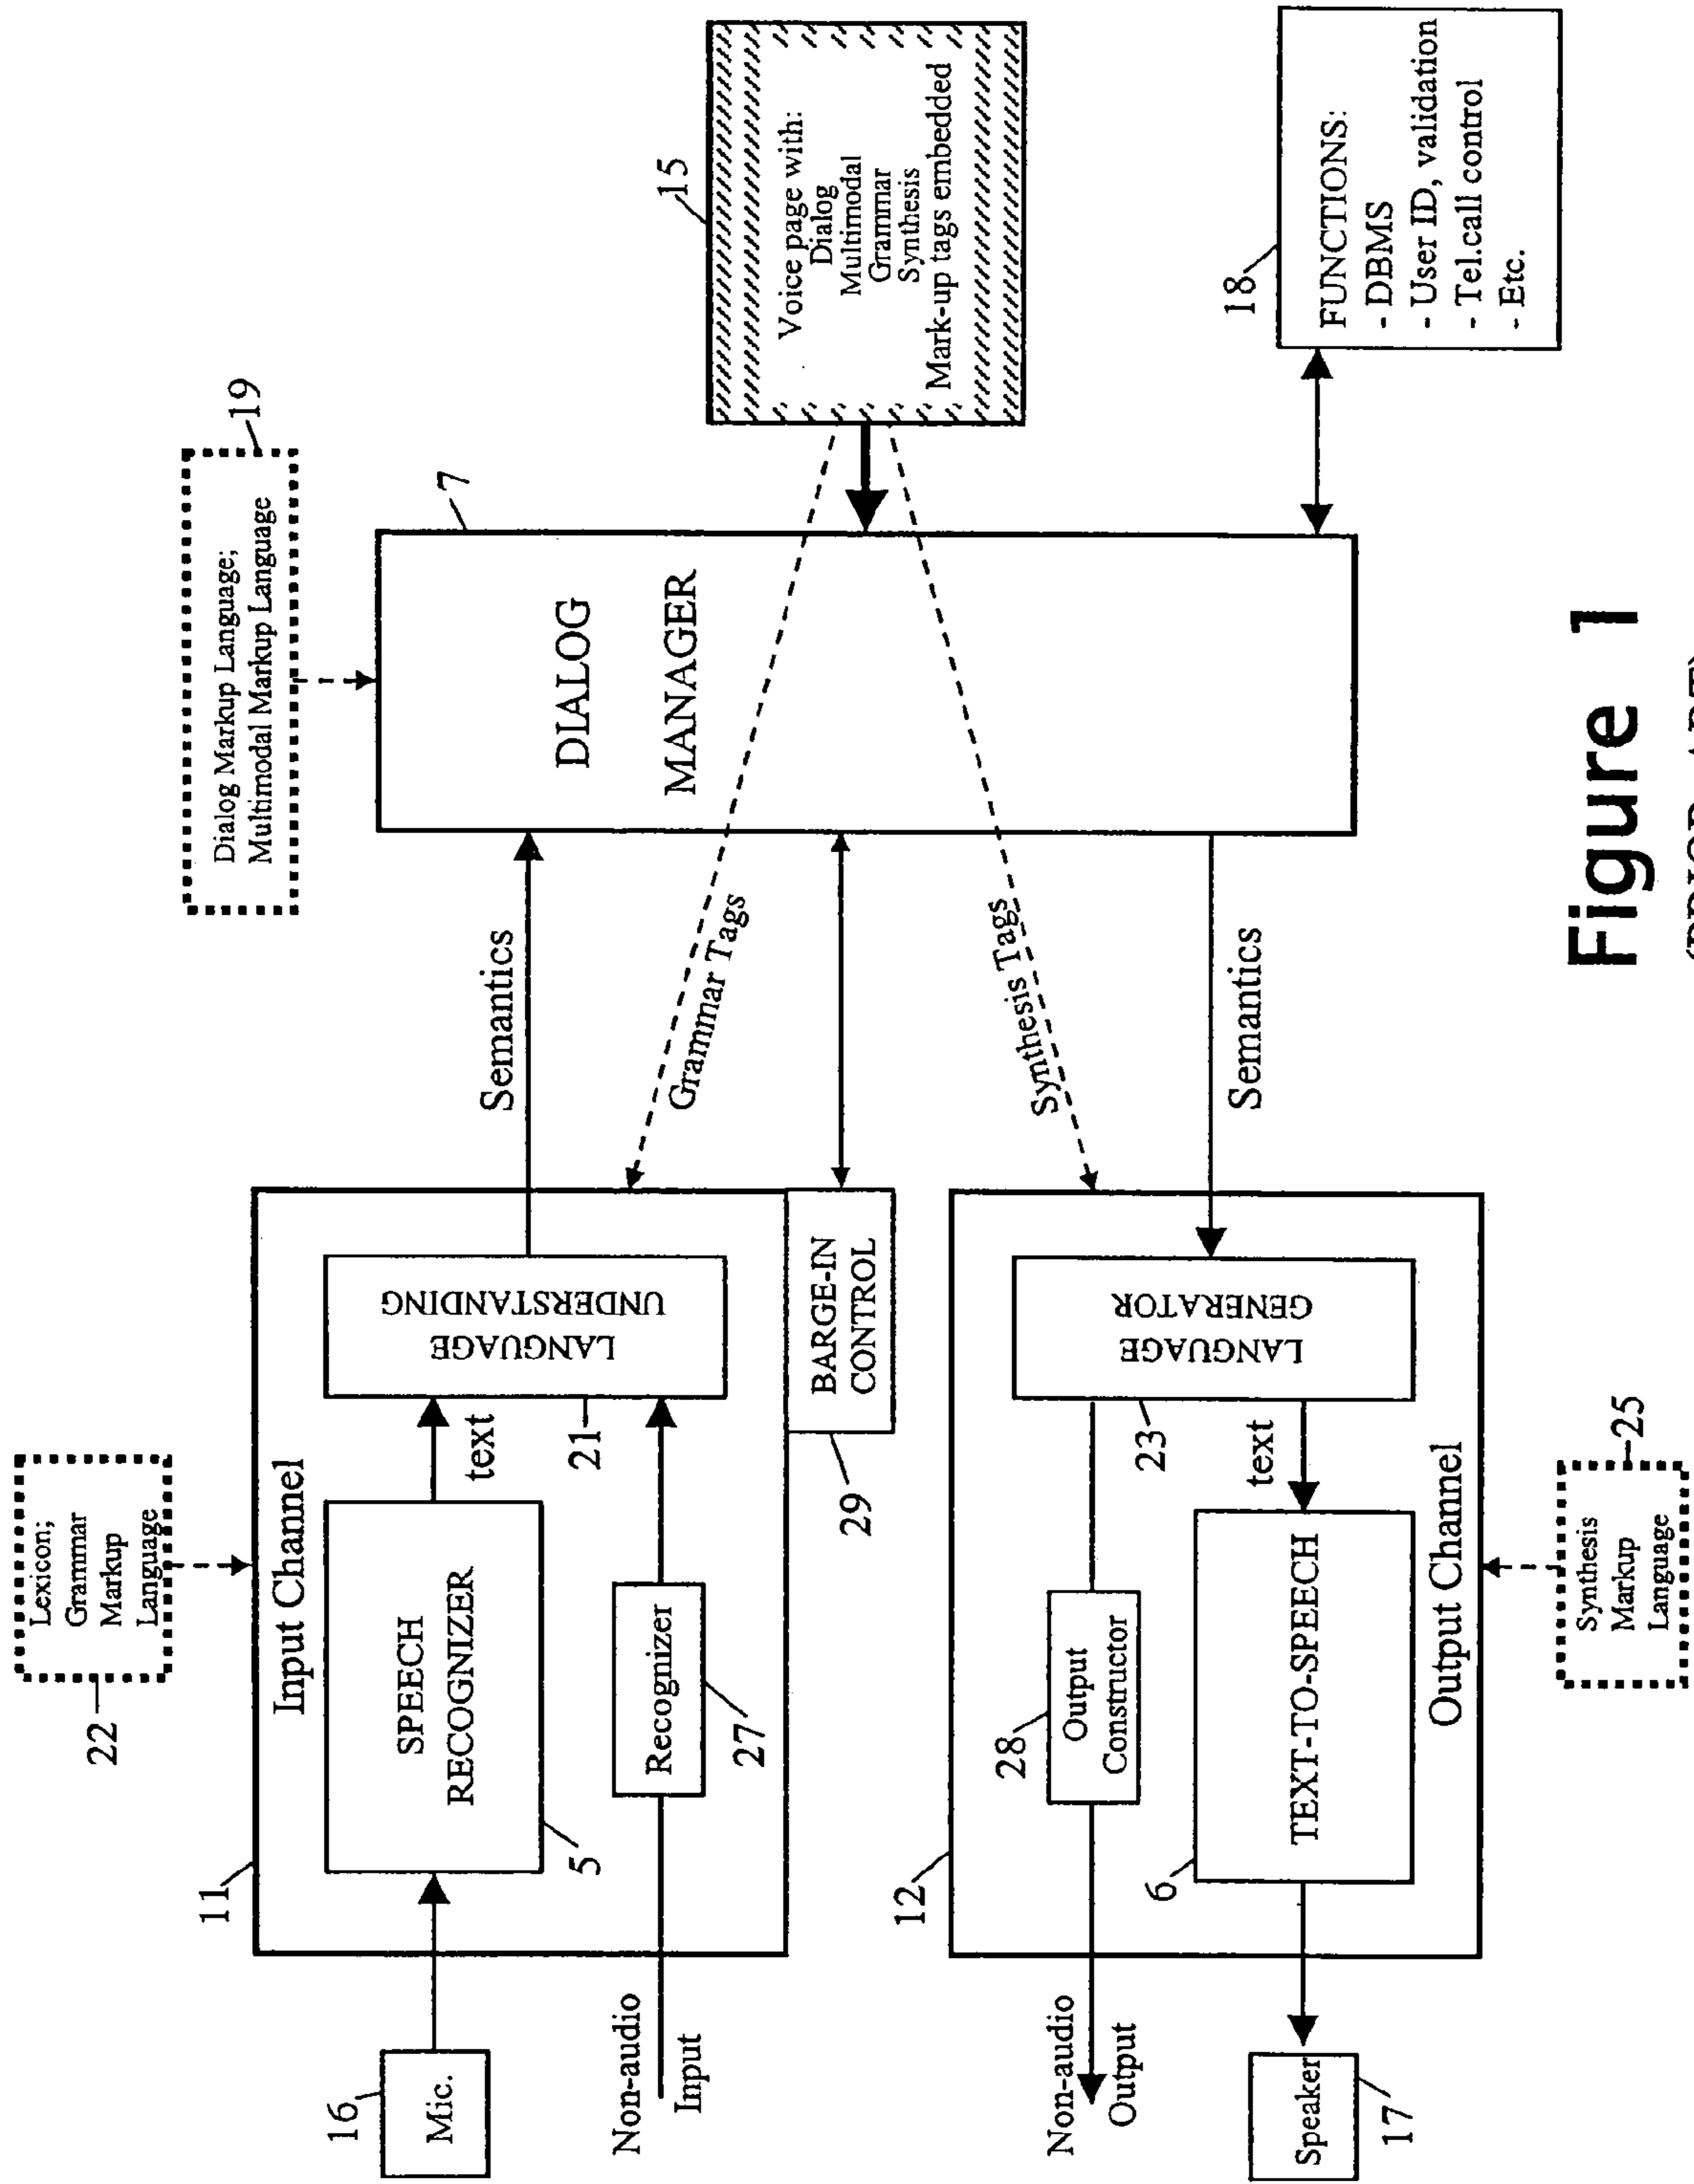 22
Lexicon;
Grammar
Markup
Language
Dialog Markup Language;
Multimodal Markup Language
19
11
Input Channel
16
Mic.
SPEECH
RECOGNIZER
5
text
LANGUAGE
UNDERSTANDING
21
Non-audio
Input
Recognizer
27
BARGE-IN
CONTROL
29
Semantics
Grammar Tags
7
DIALOG
MANAGER
15
Voice page with:
Dialog
Multimodal
Grammar
Synthesis
Mark-up tags embedded
18
FUNCTIONS:
- DBMS
- User ID, validation
- Tel.call control
- Etc.
Synthesis Tags
Semantics
12
Non-audio
Output
28
Output
Constructor
LANGUAGE
GENERATOR
23
text
6
TEXT-TO-SPEECH
Speaker
17
Output Channel
Synthesis
Markup
Language
25
Figure 1
(PRIOR ART)